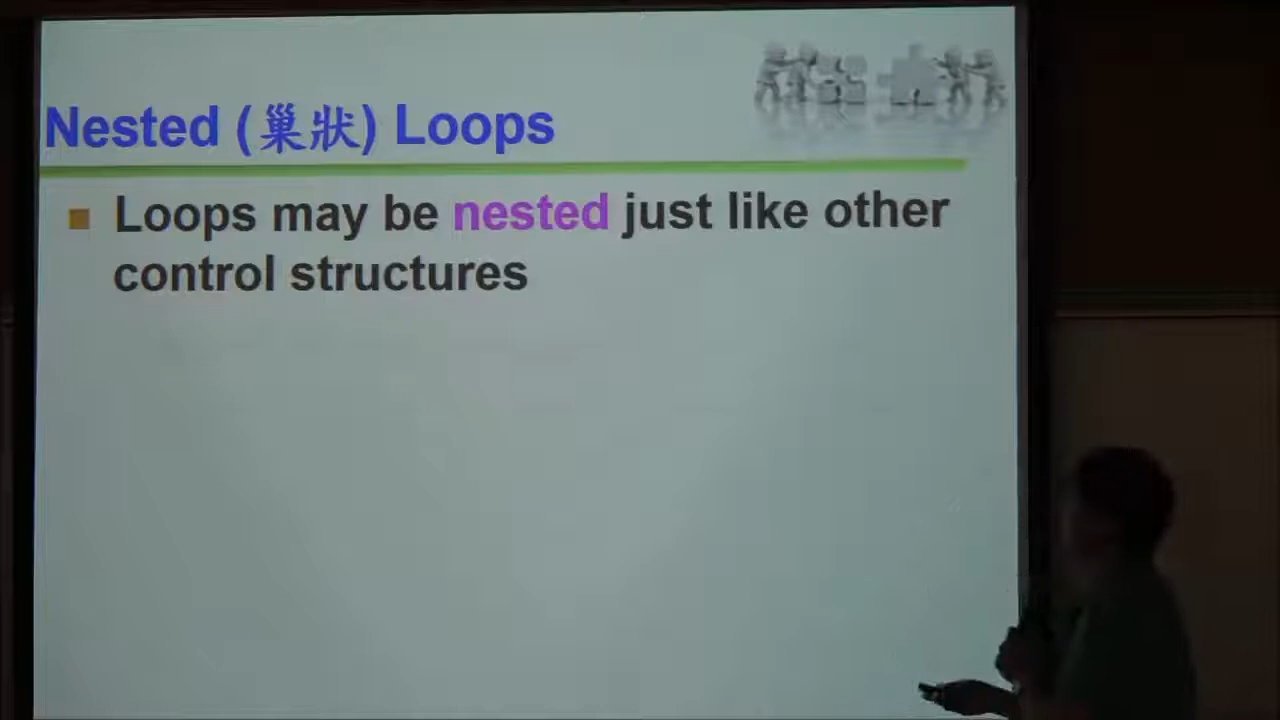 Nested (巢狀) Loops
Loops may be nested just like other
control structures